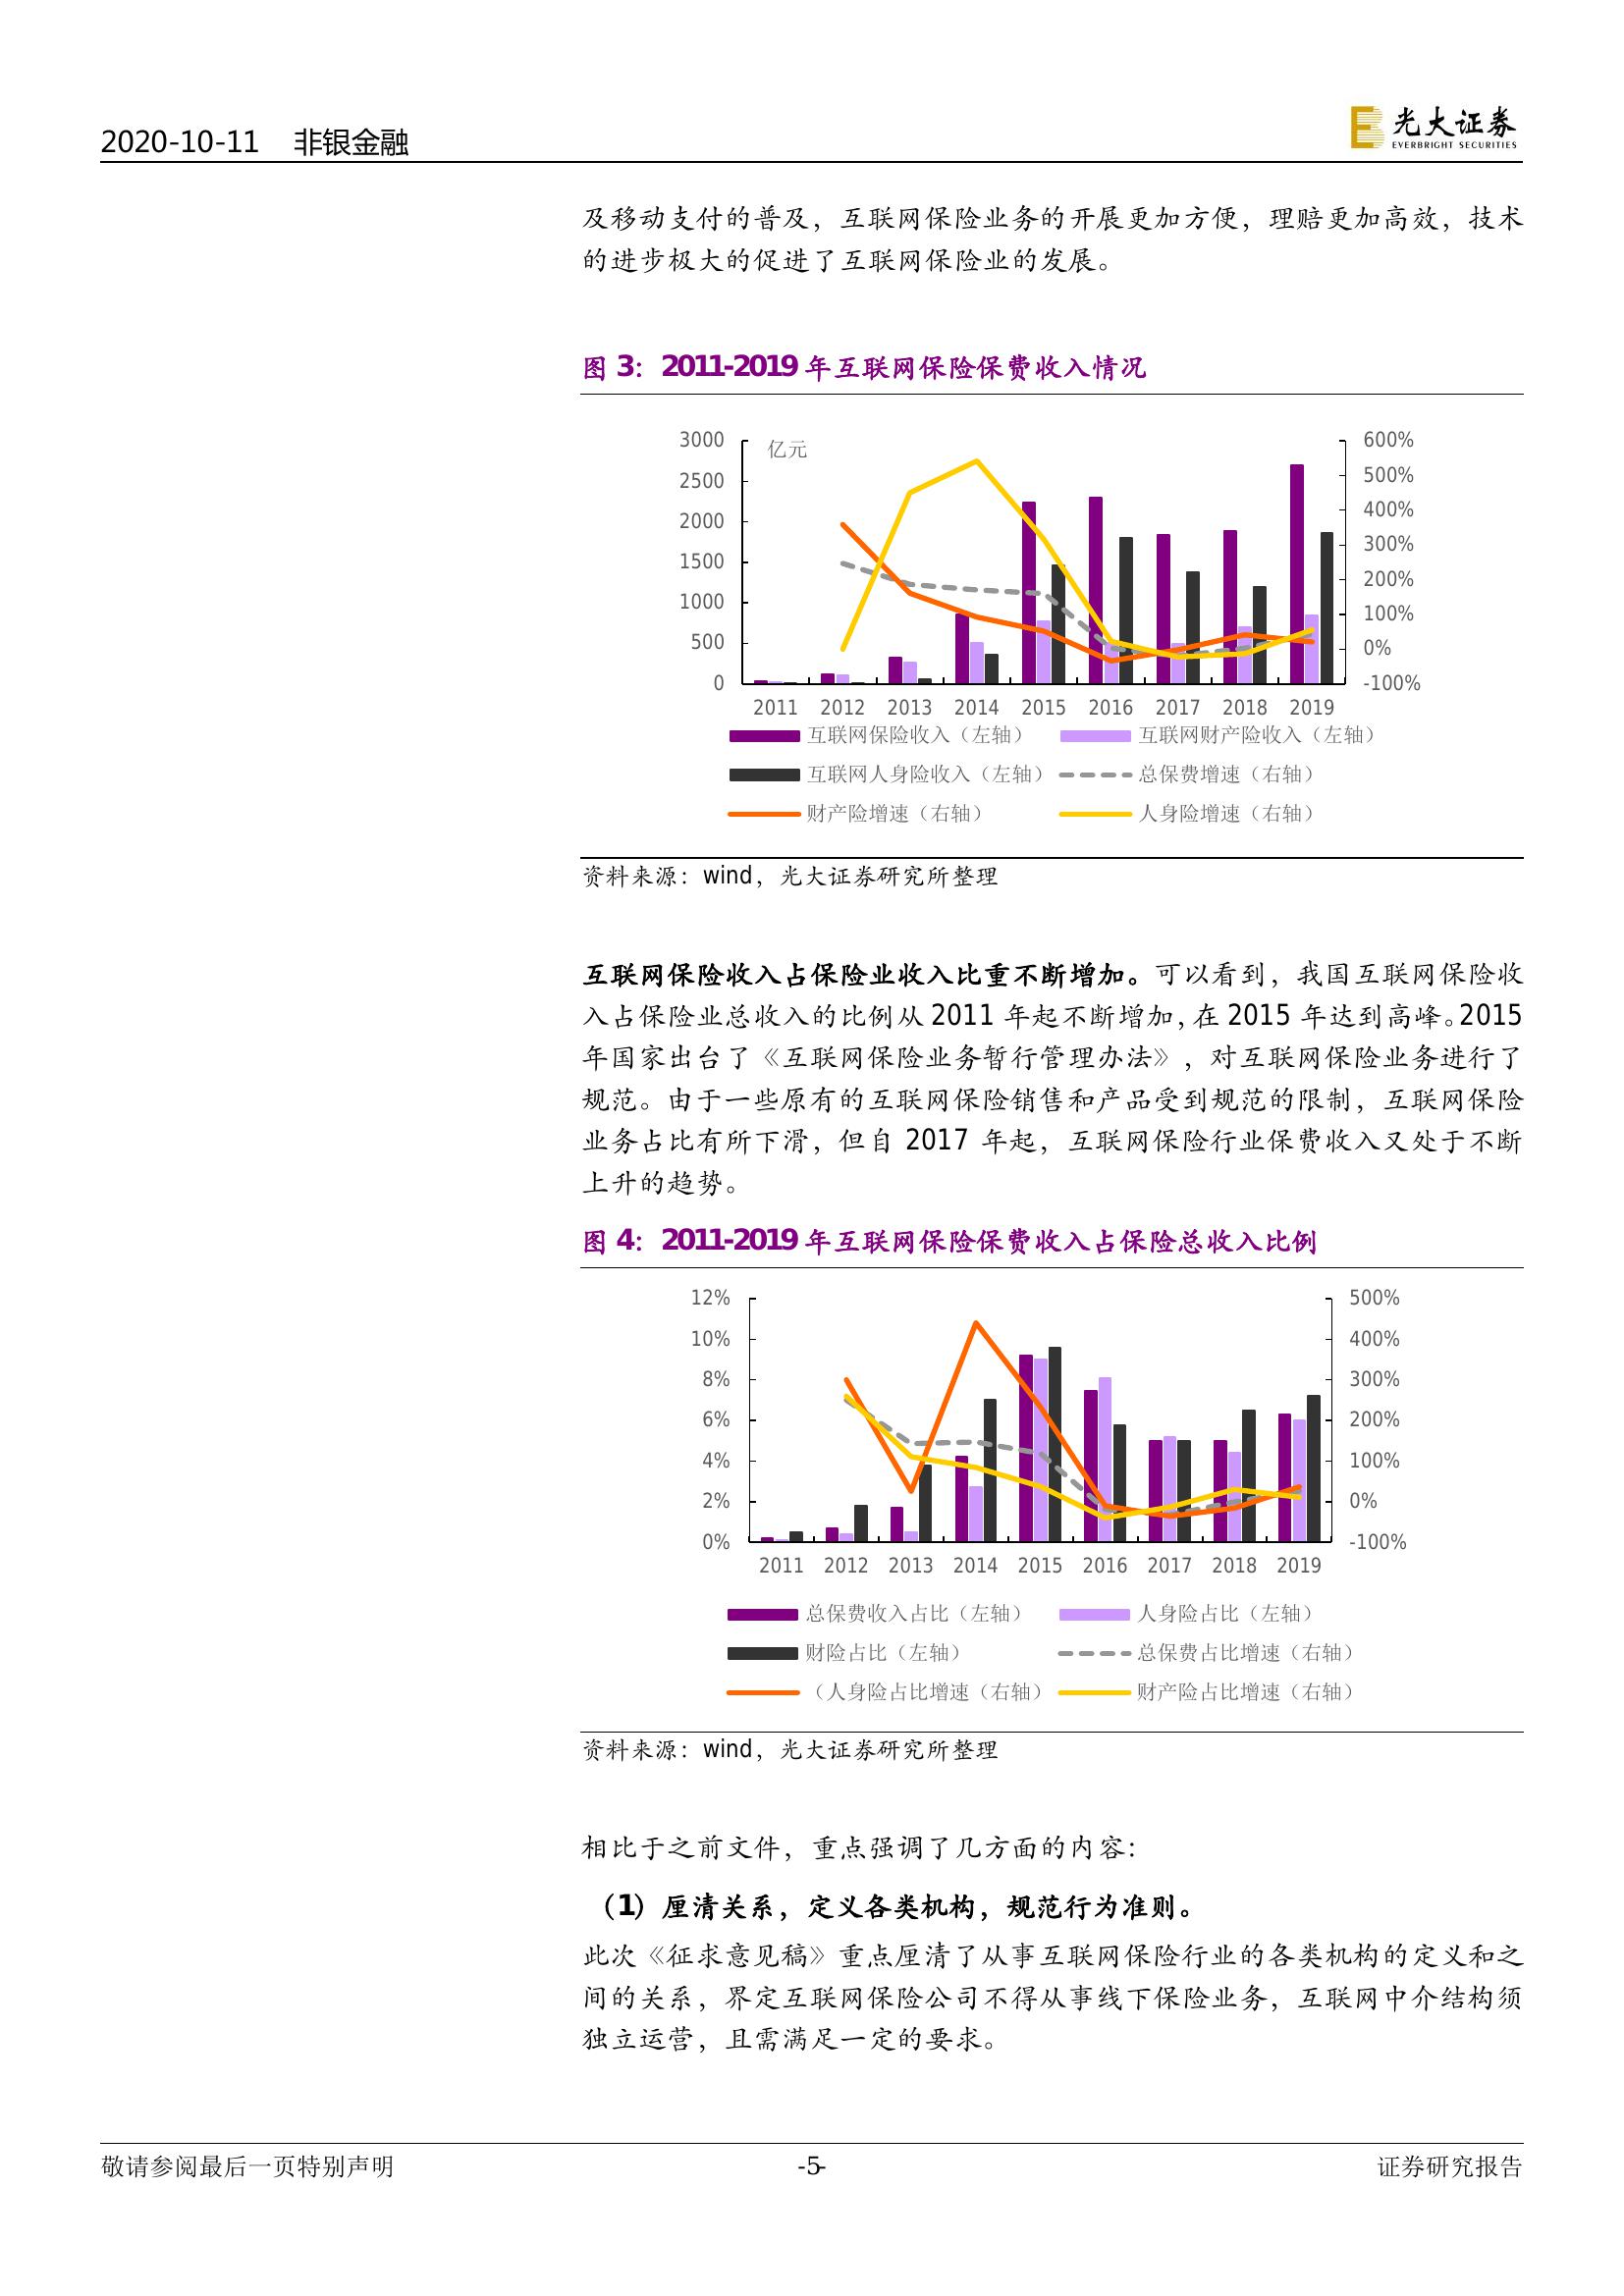 2020-10-11 非银金融
光大证券
EVERBRIGHT SECURITIES
及移动支付的普及，互联网保险业务的开展更加方便，理赔更加高效，技术
的进步极大的促进了互联网保险业的发展。
图 3：2011-2019 年互联网保险保费收入情况
亿元
3000
2500
2000
1500
1000
500
0
600%
500%
400%
300%
200%
100%
0%
-100%
2011 2012 2013 2014 2015 2016 2017 2018 2019
互联网保险收入（左轴） 互联网财产险收入（左轴）
互联网人身险收入（左轴） 总保费增速（右轴）
财产险增速（右轴） 人身险增速（右轴）
资料来源：wind，光大证券研究所整理
互联网保险收入占保险业收入比重不断增加。可以看到，我国互联网保险收
入占保险业总收入的比例从 2011 年起不断增加，在 2015 年达到高峰。2015
年国家出台了《互联网保险业务暂行管理办法》，对互联网保险业务进行了
规范。由于一些原有的互联网保险销售和产品受到规范的限制，互联网保险
业务占比有所下滑，但自 2017 年起，互联网保险行业保费收入又处于不断
上升的趋势。
图 4：2011-2019 年互联网保险保费收入占保险总收入比例
12%
10%
8%
6%
4%
2%
0%
500%
400%
300%
200%
100%
0%
-100%
2011 2012 2013 2014 2015 2016 2017 2018 2019
总保费收入占比（左轴） 人身险占比（左轴）
财险占比（左轴） 总保费占比增速（右轴）
（人身险占比增速（右轴） 财产险占比增速（右轴）
资料来源：wind，光大证券研究所整理
相比于之前文件，重点强调了几方面的内容：
（1）厘清关系，定义各类机构，规范行为准则。
此次《征求意见稿》重点厘清了从事互联网保险行业的各类机构的定义和之
间的关系，界定互联网保险公司不得从事线下保险业务，互联网中介结构须
独立运营，且需满足一定的要求。
敬请参阅最后一页特别声明 -5- 证券研究报告